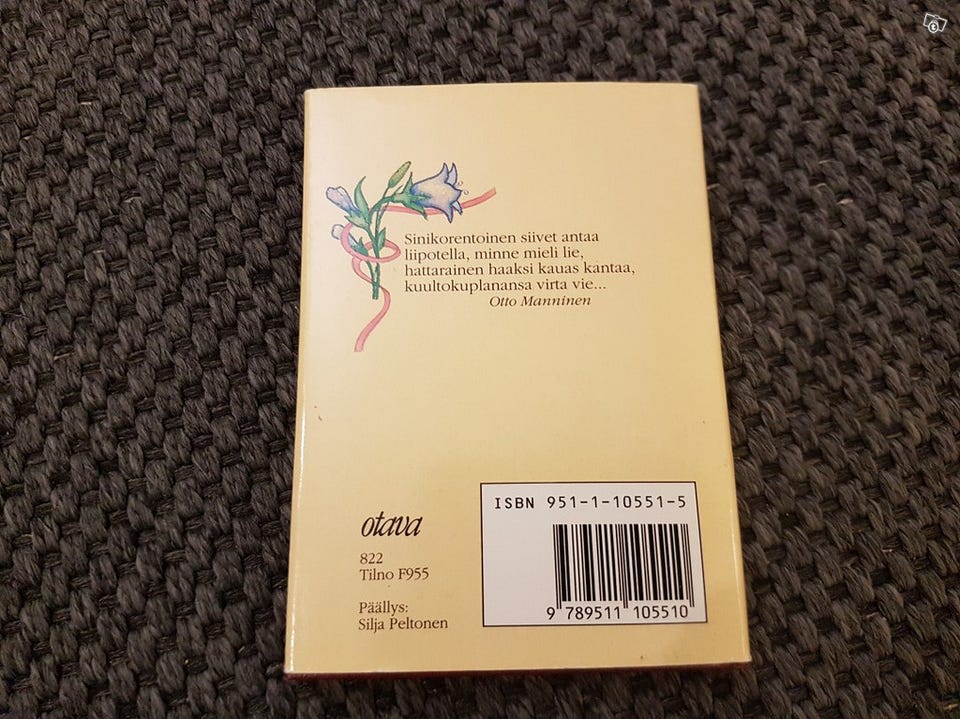 Sinikorentoinen siivet antaa
liipotella, minne mieli lie,
hattarainen haaksi kauas kantaa,
kuultokuplanansa virta vie...
Otto Manninen
otava
822
Tilno F955
Päällys:
Silja Peltonen
ISBN 951-1-10551-5
9 789511 105510